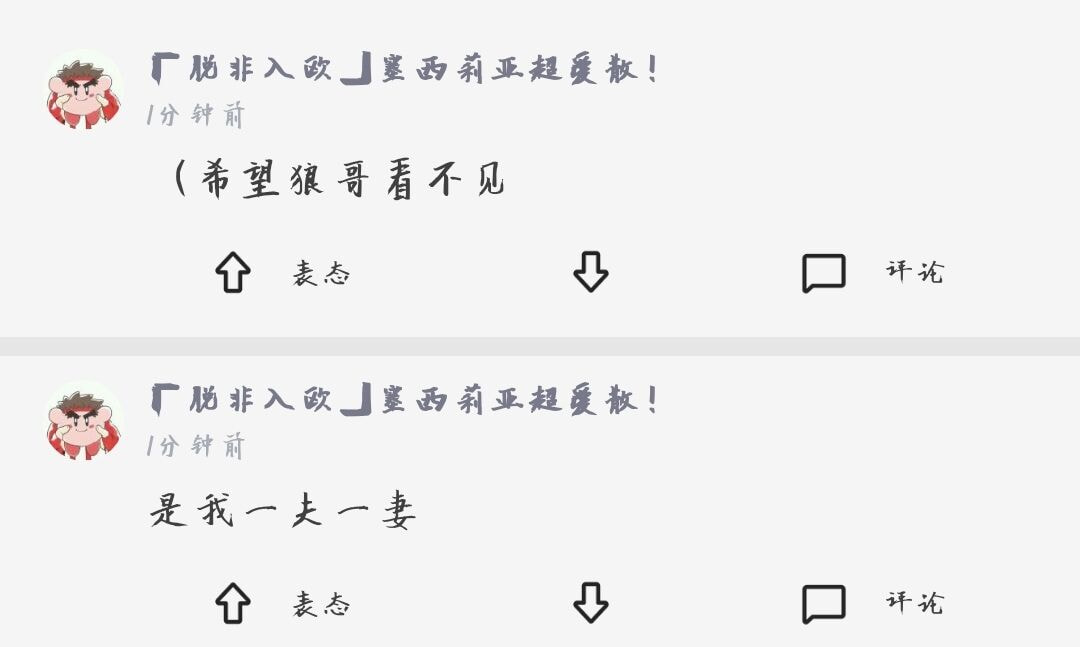 「脱非入欧」塞西莉亚超爱散！
1分钟前
（希望狼哥看不见
表态
评论
「脱非入欧」塞西莉亚超爱散！
1分钟前
是我一夫一妻
表态
评论